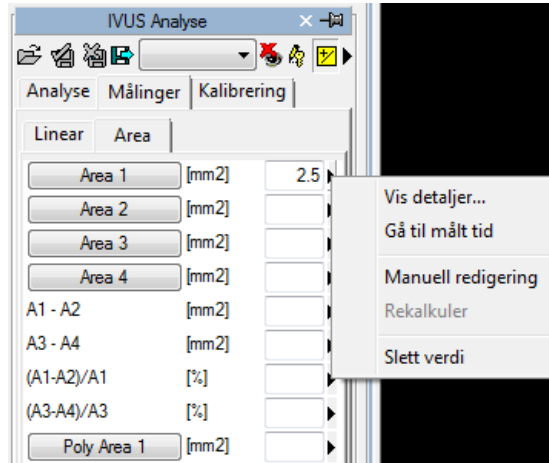 IVUS Analyse
Analyse Målinger Kalibrering
Linear Area
Area 1 [mm2] 2.5
Area 2 [mm2]
Area 3 [mm2]
Area 4 [mm2]
A1 - A2 [mm2]
A3 - A4 [mm2]
(A1-A2)/A1 [%]
(A3-A4)/A3 [%]
Poly Area 1 [mm2]
Vis detaljer...
Gå til målt tid
Manuell redigering
Rekalkuler
Slett verdi